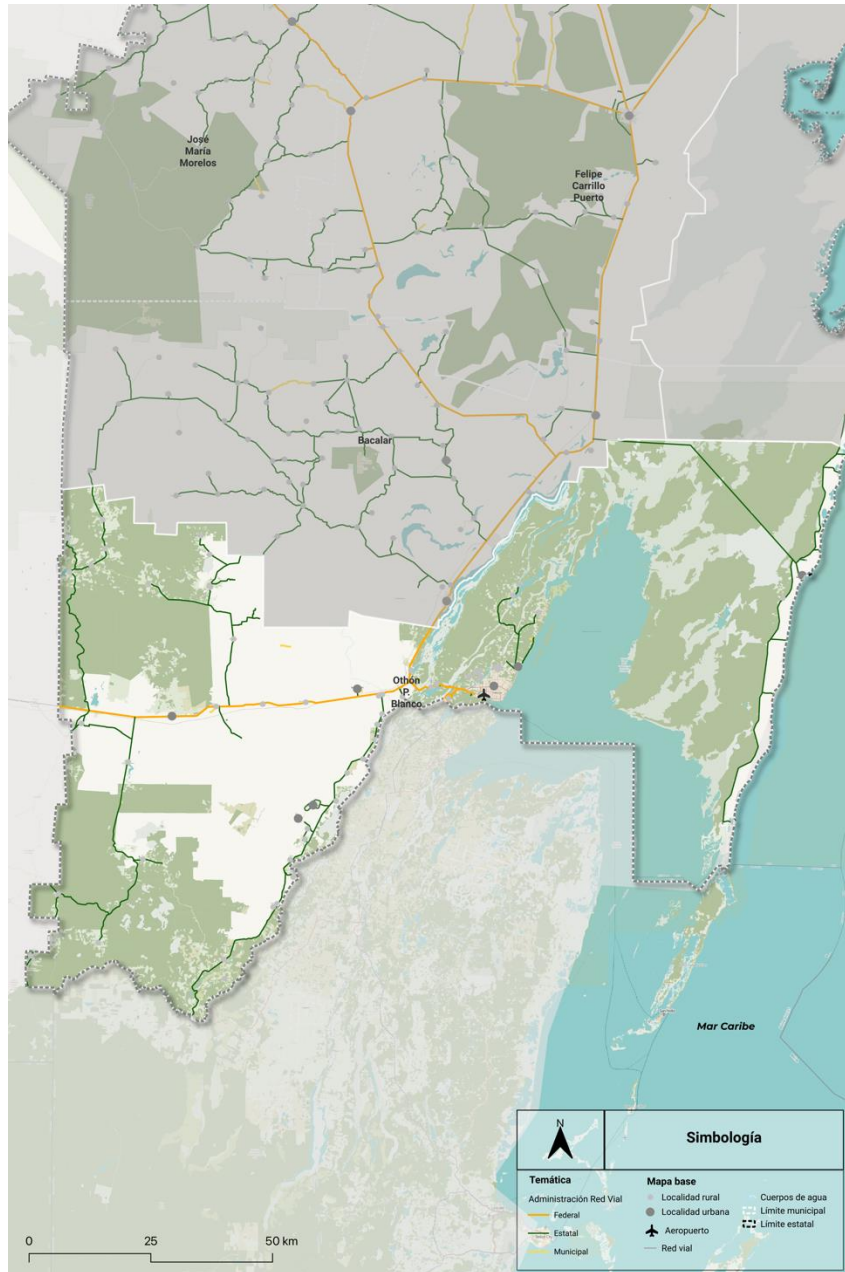 José
María
Morelos
Felipe
Carrillo
Puerto
Bacalar
Othón
P.
Blanco
Mar Caribe
N
Simbología
Temática
Administración Red Vial
Federal
Estatal
Municipal
Mapa base
Localidad rural
Localidad urbana
Aeropuerto
Red vial
Cuerpos de agua
Límite municipal
Límite estatal
0 25 50 km